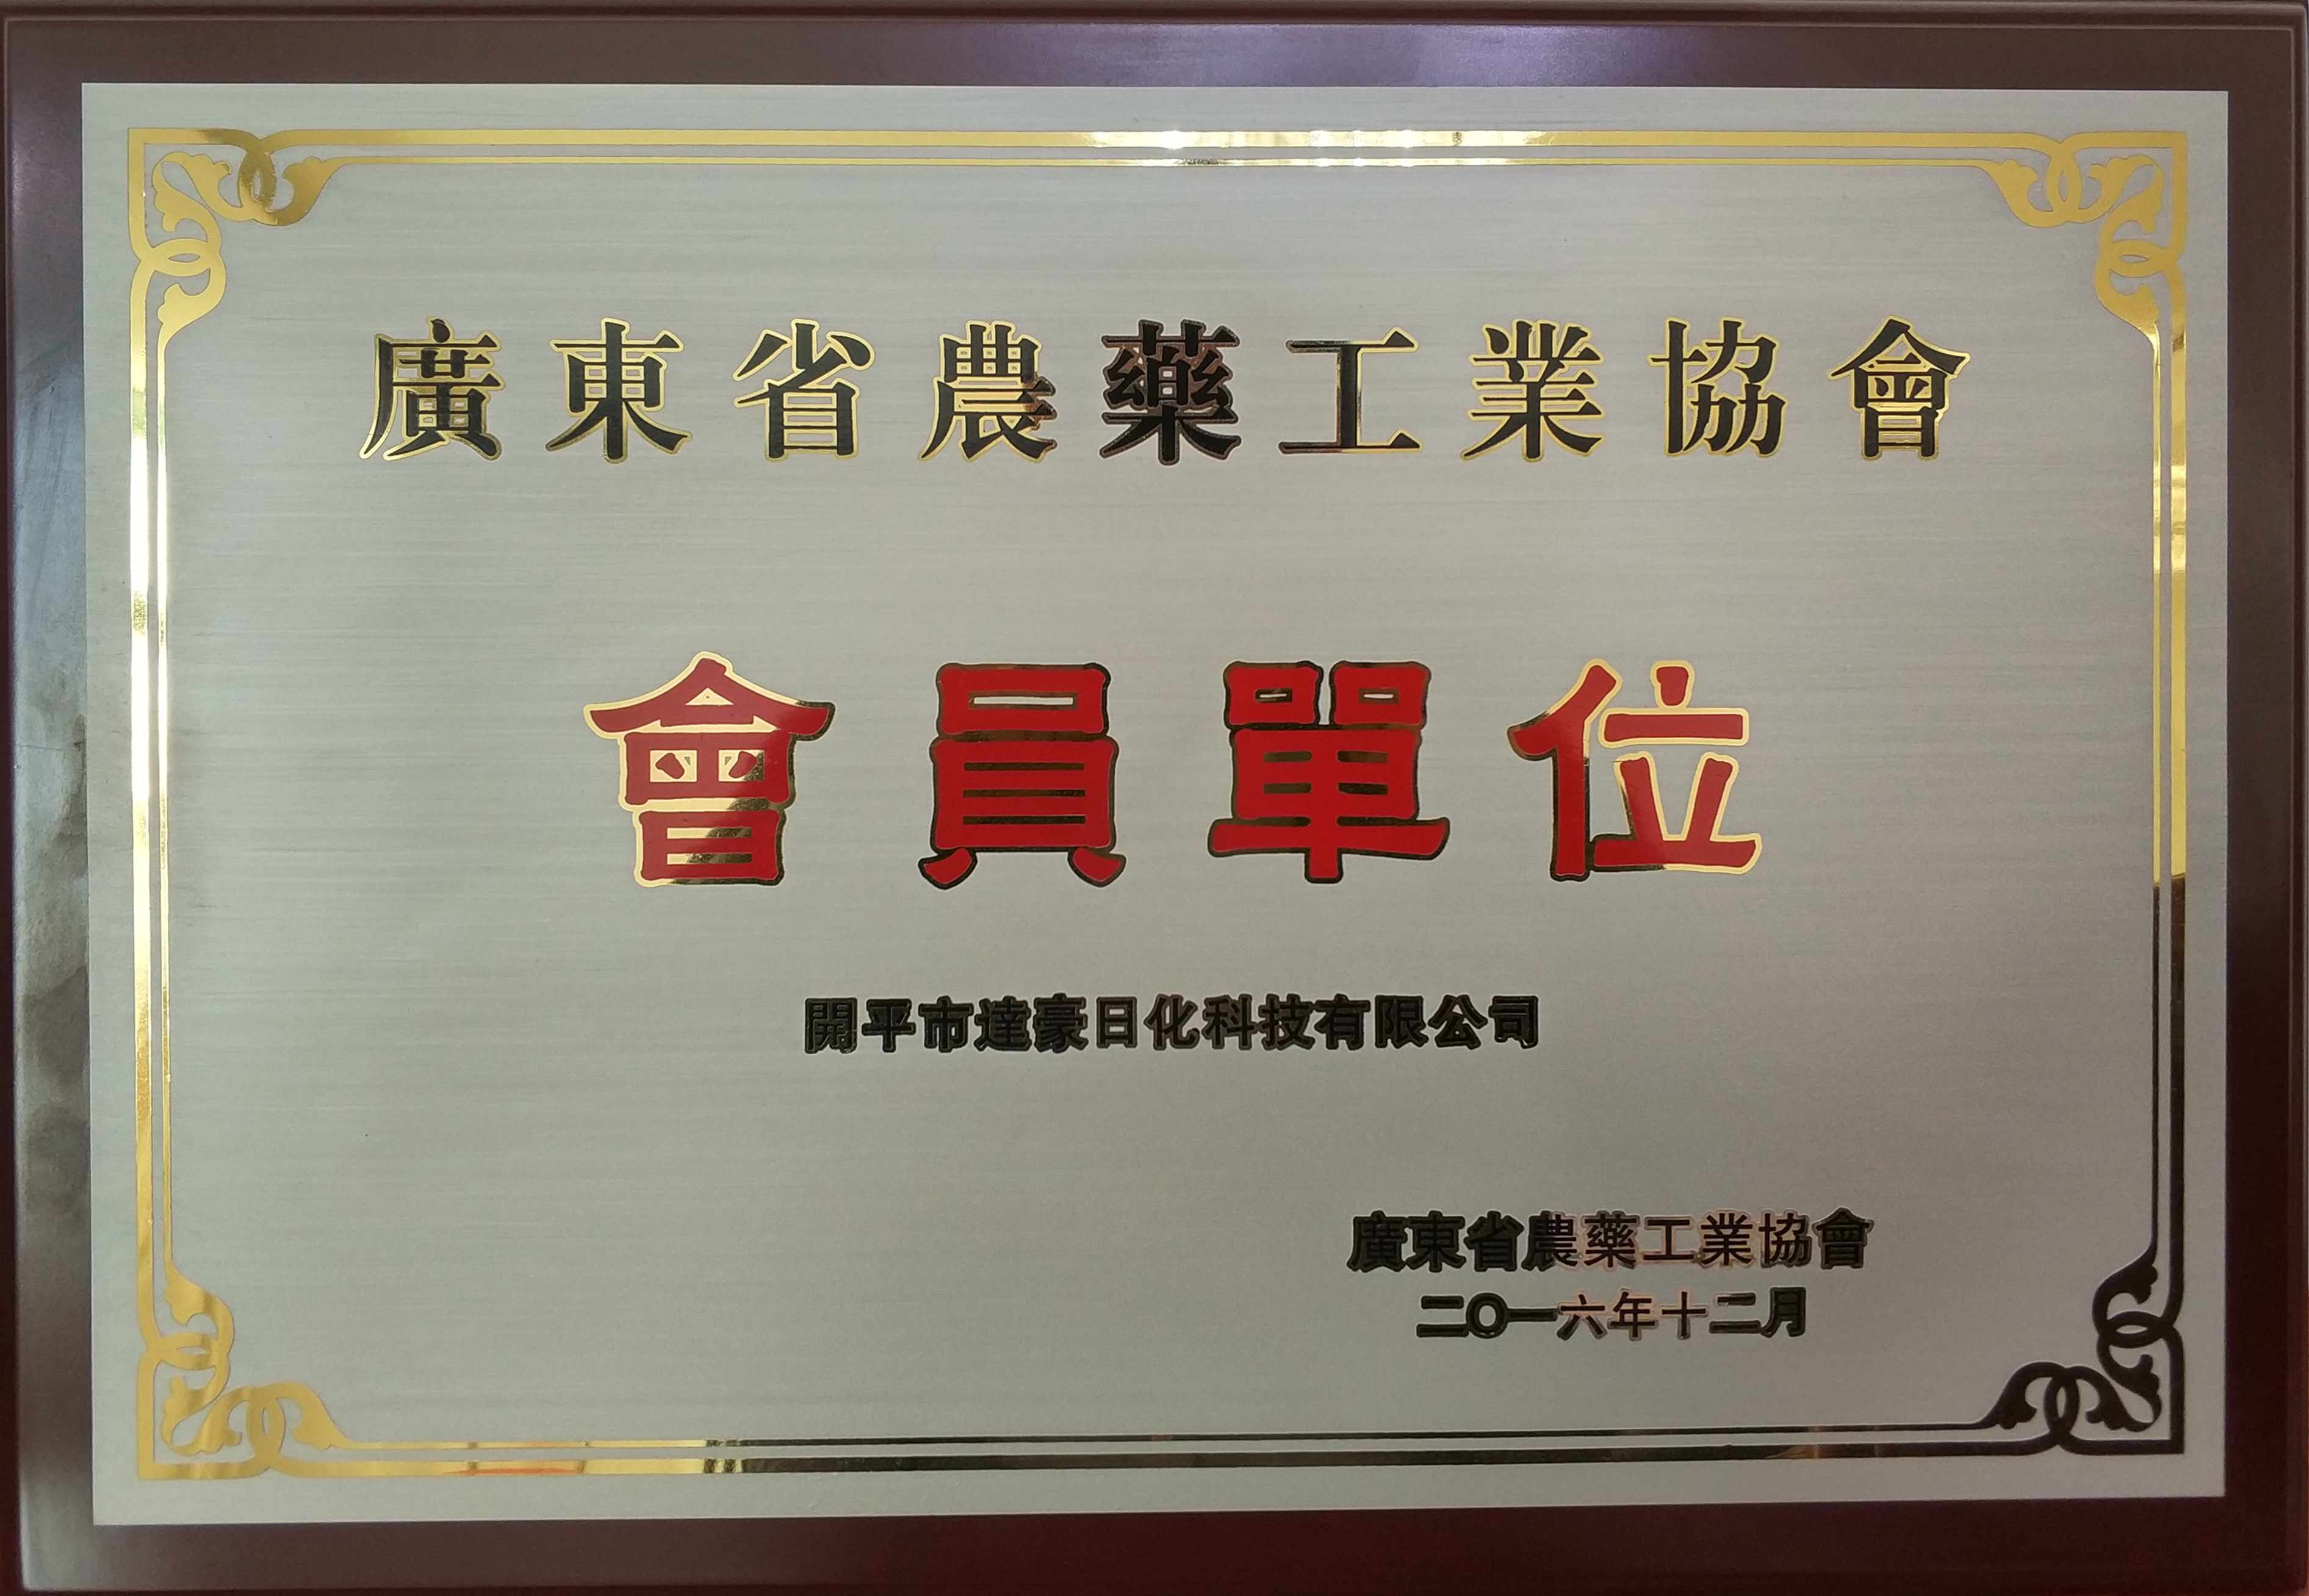 廣東省農藥工業協會
會員單位
開平市達豪日化科技有限公司
廣東省農藥工業協會
二〇一六年十二月